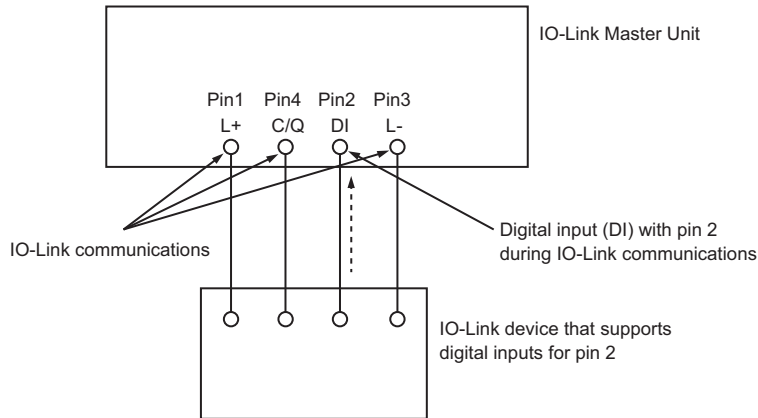 IO-Link Master Unit
Pin1 Pin4 Pin2 Pin3
L+ C/Q DI L-
IO-Link communications
Digital input (DI) with pin 2
during IO-Link communications
IO-Link device that supports
digital inputs for pin 2